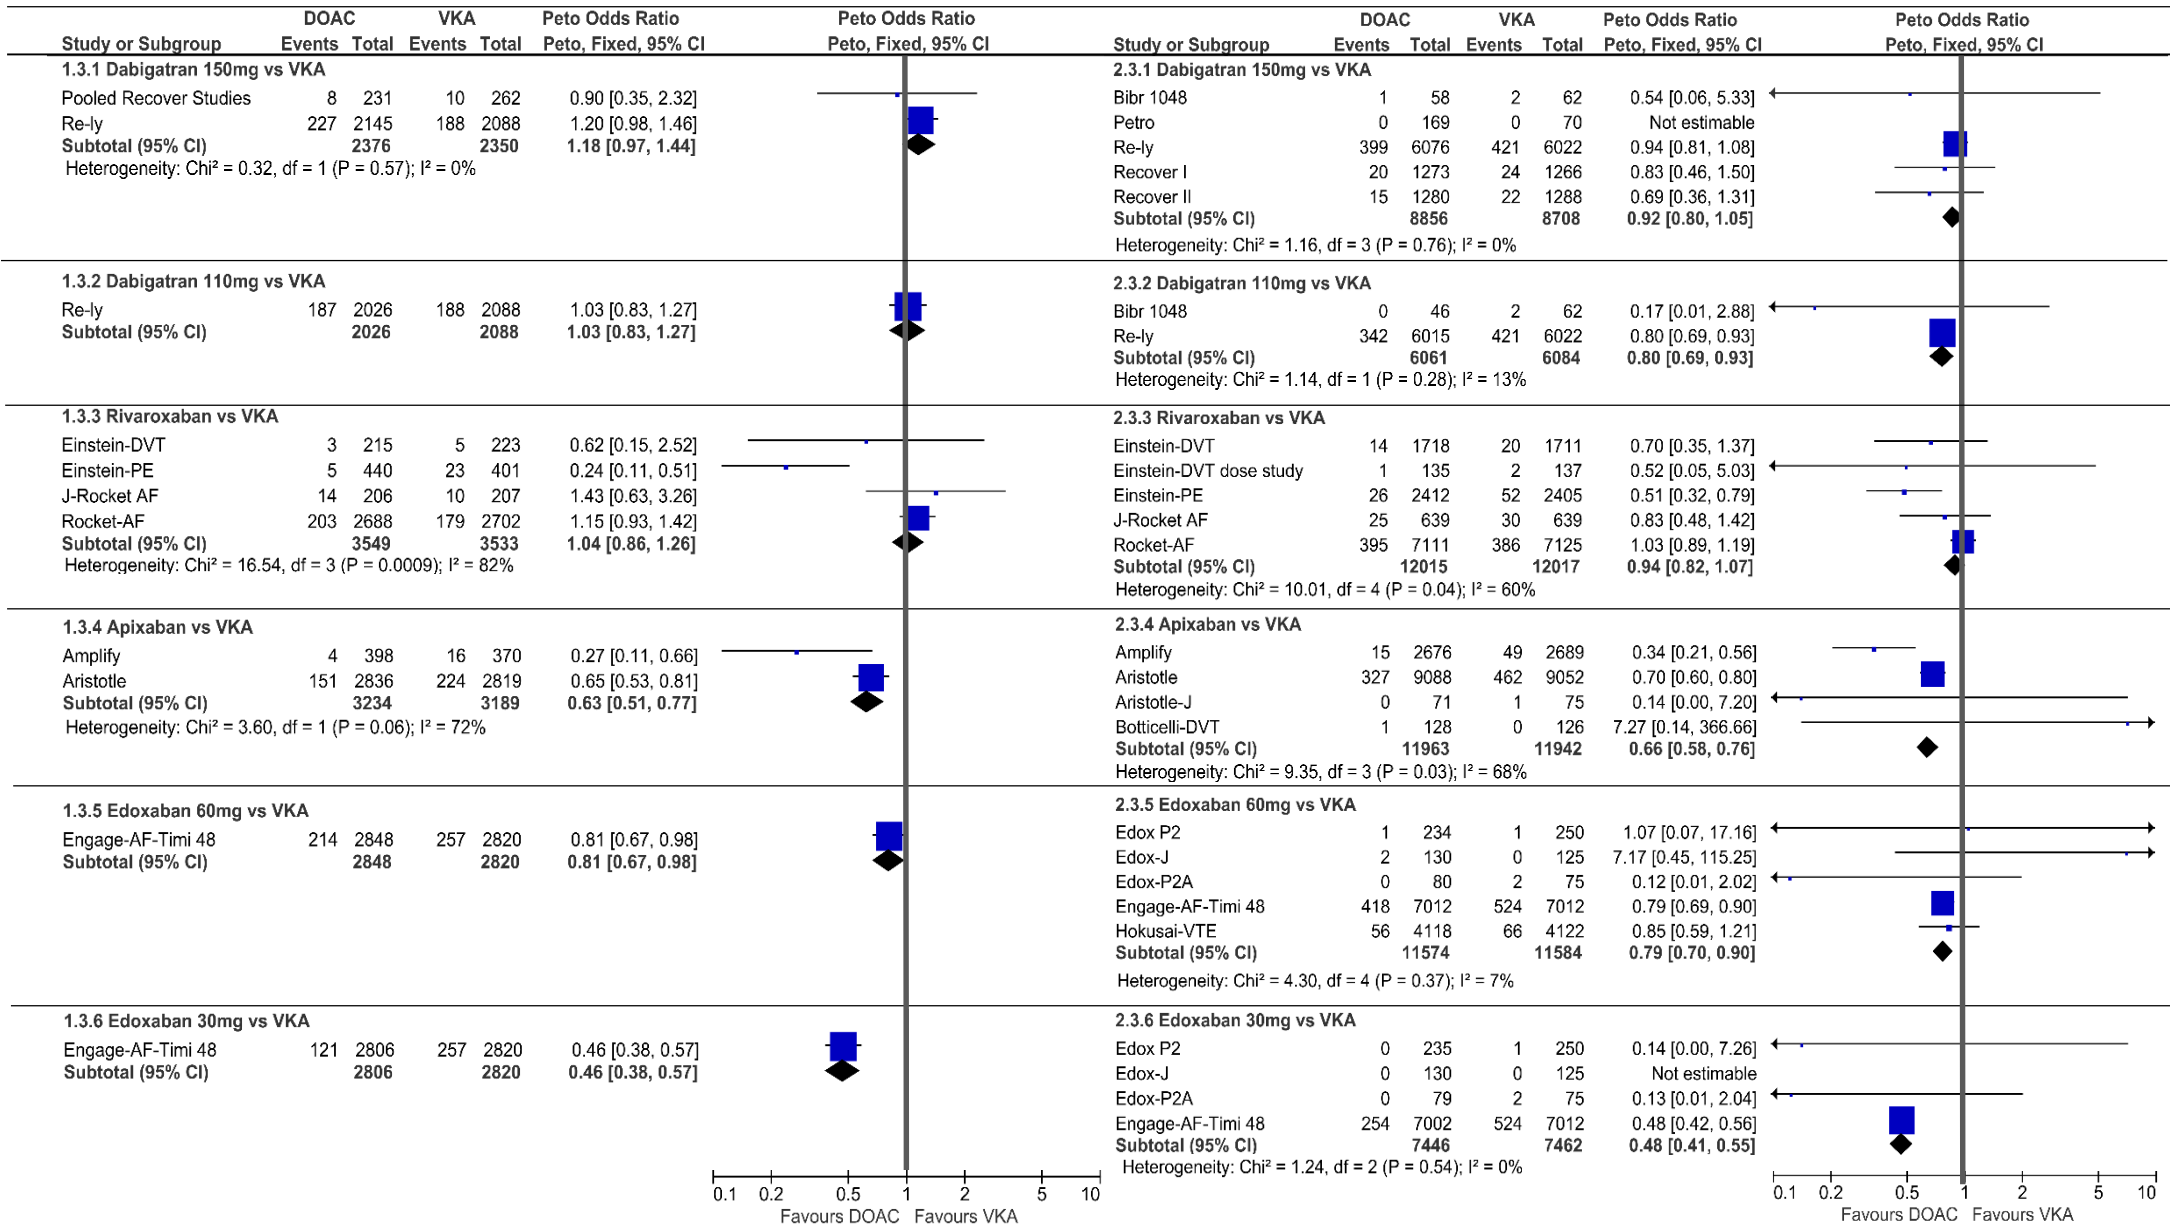 DOAC VKA Peto Odds Ratio Peto Odds Ratio
Study or Subgroup Events Total Events Total Peto, Fixed, 95% CI Peto, Fixed, 95% CI
1.3.1 Dabigatran 150mg vs VKA
Pooled Recover Studies 8 231 10 262 0.90 [0.35, 2.32]
Re-ly 227 2145 188 2088 1.20 [0.98, 1.46]
Subtotal (95% CI) 2376 2350 1.18 [0.97, 1.44]
Heterogeneity: Chi² = 0.32, df = 1 (P = 0.57); I² = 0%
1.3.2 Dabigatran 110mg vs VKA
Re-ly 187 2026 188 2088 1.03 [0.83, 1.27]
Subtotal (95% CI) 2026 2088 1.03 [0.83, 1.27]
1.3.3 Rivaroxaban vs VKA
Einstein-DVT 3 215 5 223 0.62 [0.15, 2.52]
Einstein-PE 5 440 23 401 0.24 [0.11, 0.51]
J-Rocket AF 14 206 10 207 1.43 [0.63, 3.26]
Rocket-AF 203 2688 179 2702 1.15 [0.93, 1.42]
Subtotal (95% CI) 3549 3533 1.04 [0.86, 1.26]
Heterogeneity: Chi² = 16.54, df = 3 (P = 0.0009); I² = 82%
1.3.4 Apixaban vs VKA
Amplify 4 398 16 370 0.27 [0.11, 0.66]
Aristotle 151 2836 224 2819 0.65 [0.53, 0.81]
Subtotal (95% CI) 3234 3189 0.63 [0.51, 0.77]
Heterogeneity: Chi² = 3.60, df = 1 (P = 0.06); I² = 72%
1.3.5 Edoxaban 60mg vs VKA
Engage-AF-Timi 48 214 2848 257 2820 0.81 [0.67, 0.98]
Subtotal (95% CI) 2848 2820 0.81 [0.67, 0.98]
1.3.6 Edoxaban 30mg vs VKA
Engage-AF-Timi 48 121 2806 257 2820 0.46 [0.38, 0.57]
Subtotal (95% CI) 2806 2820 0.46 [0.38, 0.57]
0.1 0.2 0.5 1 2 5 10
Favours DOAC Favours VKA
DOAC VKA Peto Odds Ratio Peto Odds Ratio
Study or Subgroup Events Total Events Total Peto, Fixed, 95% CI Peto, Fixed, 95% CI
2.3.1 Dabigatran 150mg vs VKA
Bibr 1048 1 58 2 62 0.54 [0.06, 5.33]
Petro 0 169 0 70 Not estimable
Re-ly 399 6076 421 6022 0.94 [0.81, 1.08]
Recover I 20 1273 24 1266 0.83 [0.46, 1.50]
Recover II 15 1280 22 1288 0.69 [0.36, 1.31]
Subtotal (95% CI) 8856 8708 0.92 [0.80, 1.05]
Heterogeneity: Chi² = 1.16, df = 3 (P = 0.76); I² = 0%
2.3.2 Dabigatran 110mg vs VKA
Bibr 1048 0 46 2 62 0.17 [0.01, 2.88]
Re-ly 342 6015 421 6022 0.80 [0.69, 0.93]
Subtotal (95% CI) 6061 6084 0.80 [0.69, 0.93]
Heterogeneity: Chi² = 1.14, df = 1 (P = 0.28); I² = 13%
2.3.3 Rivaroxaban vs VKA
Einstein-DVT 14 1718 20 1711 0.70 [0.35, 1.37]
Einstein-DVT dose study 1 135 2 137 0.52 [0.05, 5.03]
Einstein-PE 26 2412 52 2405 0.51 [0.32, 0.79]
J-Rocket AF 25 639 30 639 0.83 [0.48, 1.42]
Rocket-AF 395 7111 386 7125 1.03 [0.89, 1.19]
Subtotal (95% CI) 12015 12017 0.94 [0.82, 1.07]
Heterogeneity: Chi² = 10.01, df = 4 (P = 0.04); I² = 60%
2.3.4 Apixaban vs VKA
Amplify 15 2676 49 2689 0.34 [0.21, 0.56]
Aristotle 327 9088 462 9052 0.70 [0.60, 0.80]
Aristotle-J 0 71 1 75 0.14 [0.00, 7.20]
Botticelli-DVT 1 128 0 126 7.27 [0.14, 366.66]
Subtotal (95% CI) 11963 11942 0.66 [0.58, 0.76]
Heterogeneity: Chi² = 9.35, df = 3 (P = 0.03); I² = 68%
2.3.5 Edoxaban 60mg vs VKA
Edox P2 1 234 1 250 1.07 [0.07, 17.16]
Edox-J 2 130 0 125 7.17 [0.45, 115.25]
Edox-P2A 0 80 2 75 0.12 [0.01, 2.02]
Engage-AF-Timi 48 418 7012 524 7012 0.79 [0.69, 0.90]
Hokusai-VTE 56 4118 66 4122 0.85 [0.59, 1.21]
Subtotal (95% CI) 11574 11584 0.79 [0.70, 0.90]
Heterogeneity: Chi² = 4.30, df = 4 (P = 0.37); I² = 7%
2.3.6 Edoxaban 30mg vs VKA
Edox P2 0 235 1 250 0.14 [0.00, 7.26]
Edox-J 0 130 0 125 Not estimable
Edox-P2A 0 79 2 75 0.13 [0.01, 2.04]
Engage-AF-Timi 48 254 7002 524 7012 0.48 [0.42, 0.56]
Subtotal (95% CI) 7446 7462 0.48 [0.41, 0.55]
Heterogeneity: Chi² = 1.24, df = 2 (P = 0.54); I² = 0%
0.1 0.2 0.5 1 2 5 10
Favours DOAC Favours VKA